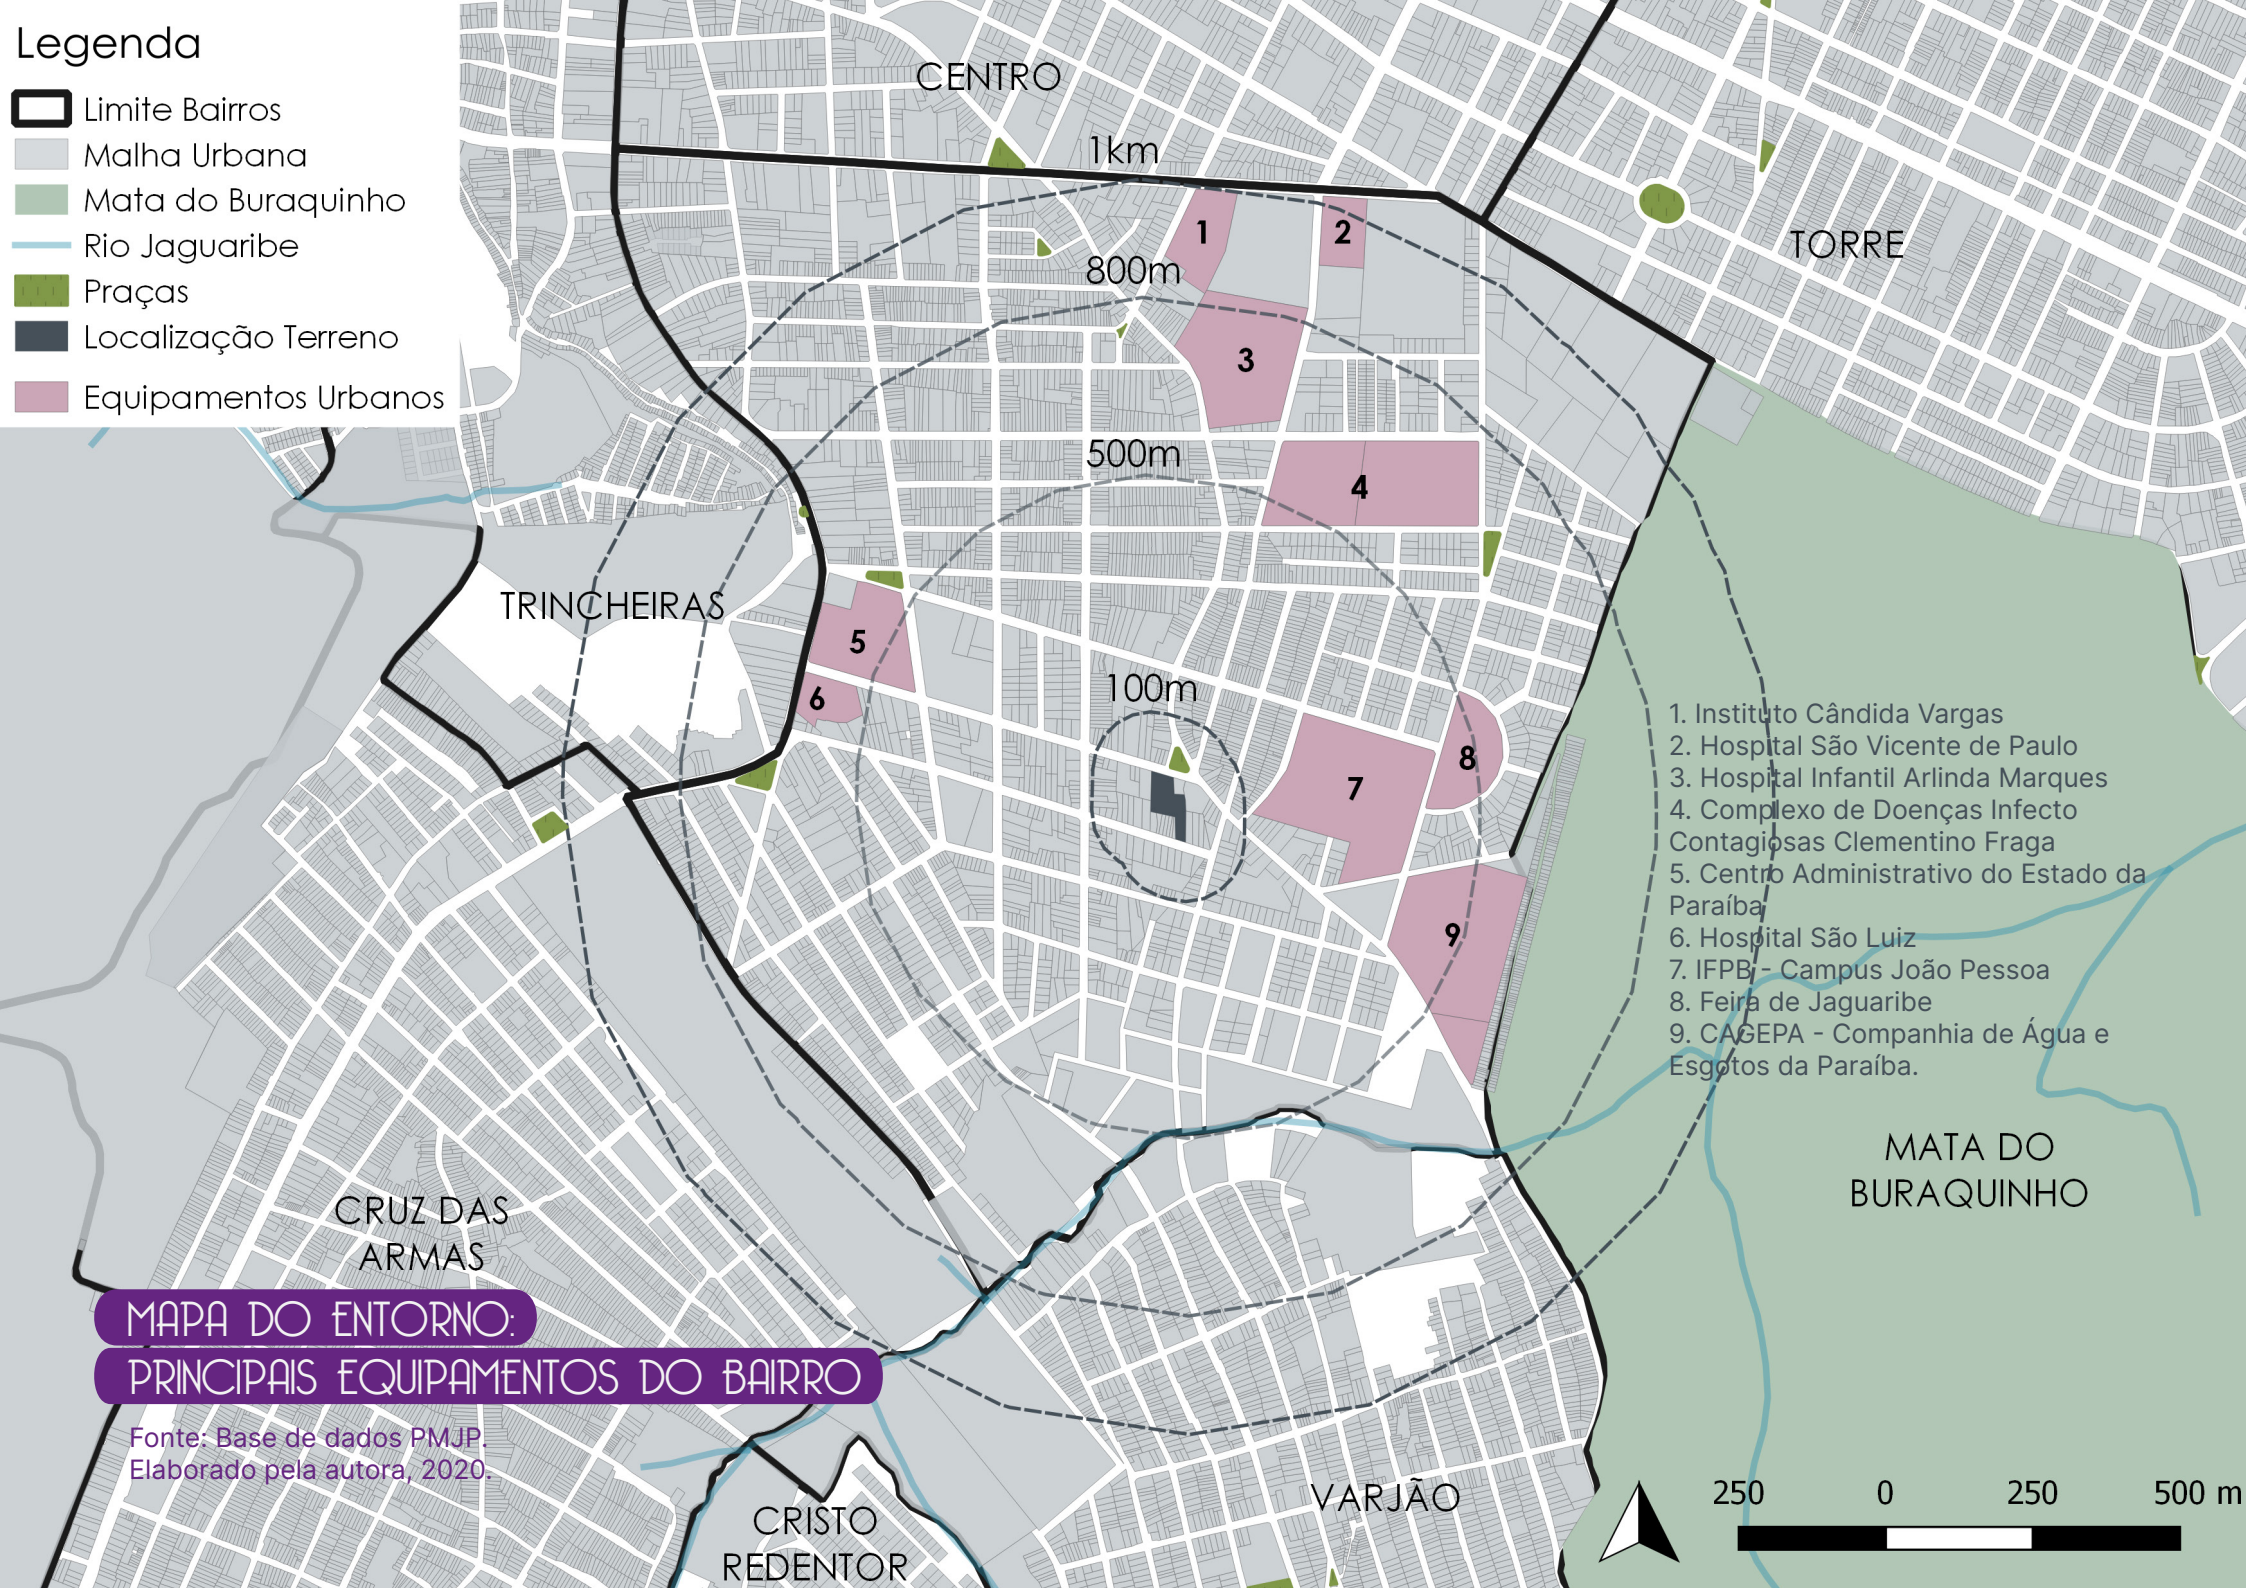 Legenda
Limite Bairros
Malha Urbana
Mata do Buraquinho
Rio Jaguaribe
Praças
Localização Terreno
Equipamentos Urbanos
CENTRO
1km
TORRE
1
2
800m
3
500m
4
TRINCHEIRAS
5
6
100m
7
8
9
1. Instituto Cândida Vargas
2. Hospital São Vicente de Paulo
3. Hospital Infantil Arlinda Marques
4. Complexo de Doenças Infecto
Contagiosas Clementino Fraga
5. Centro Administrativo do Estado da
Paraíba
6. Hospital São Luiz
7. IFPB - Campus João Pessoa
8. Feira de Jaguaribe
9. CAGEPA - Companhia de Água e
Esgotos da Paraíba.
MATA DO
BURAQUINHO
CRUZ DAS
ARMAS
MAPA DO ENTORNO:
PRINCIPAIS EQUIPAMENTOS DO BAIRRO
Fonte: Base de dados PMJP.
Elaborado pela autora, 2020.
CRISTO
REDENTOR
VARJÃO
250 0 250 500 m